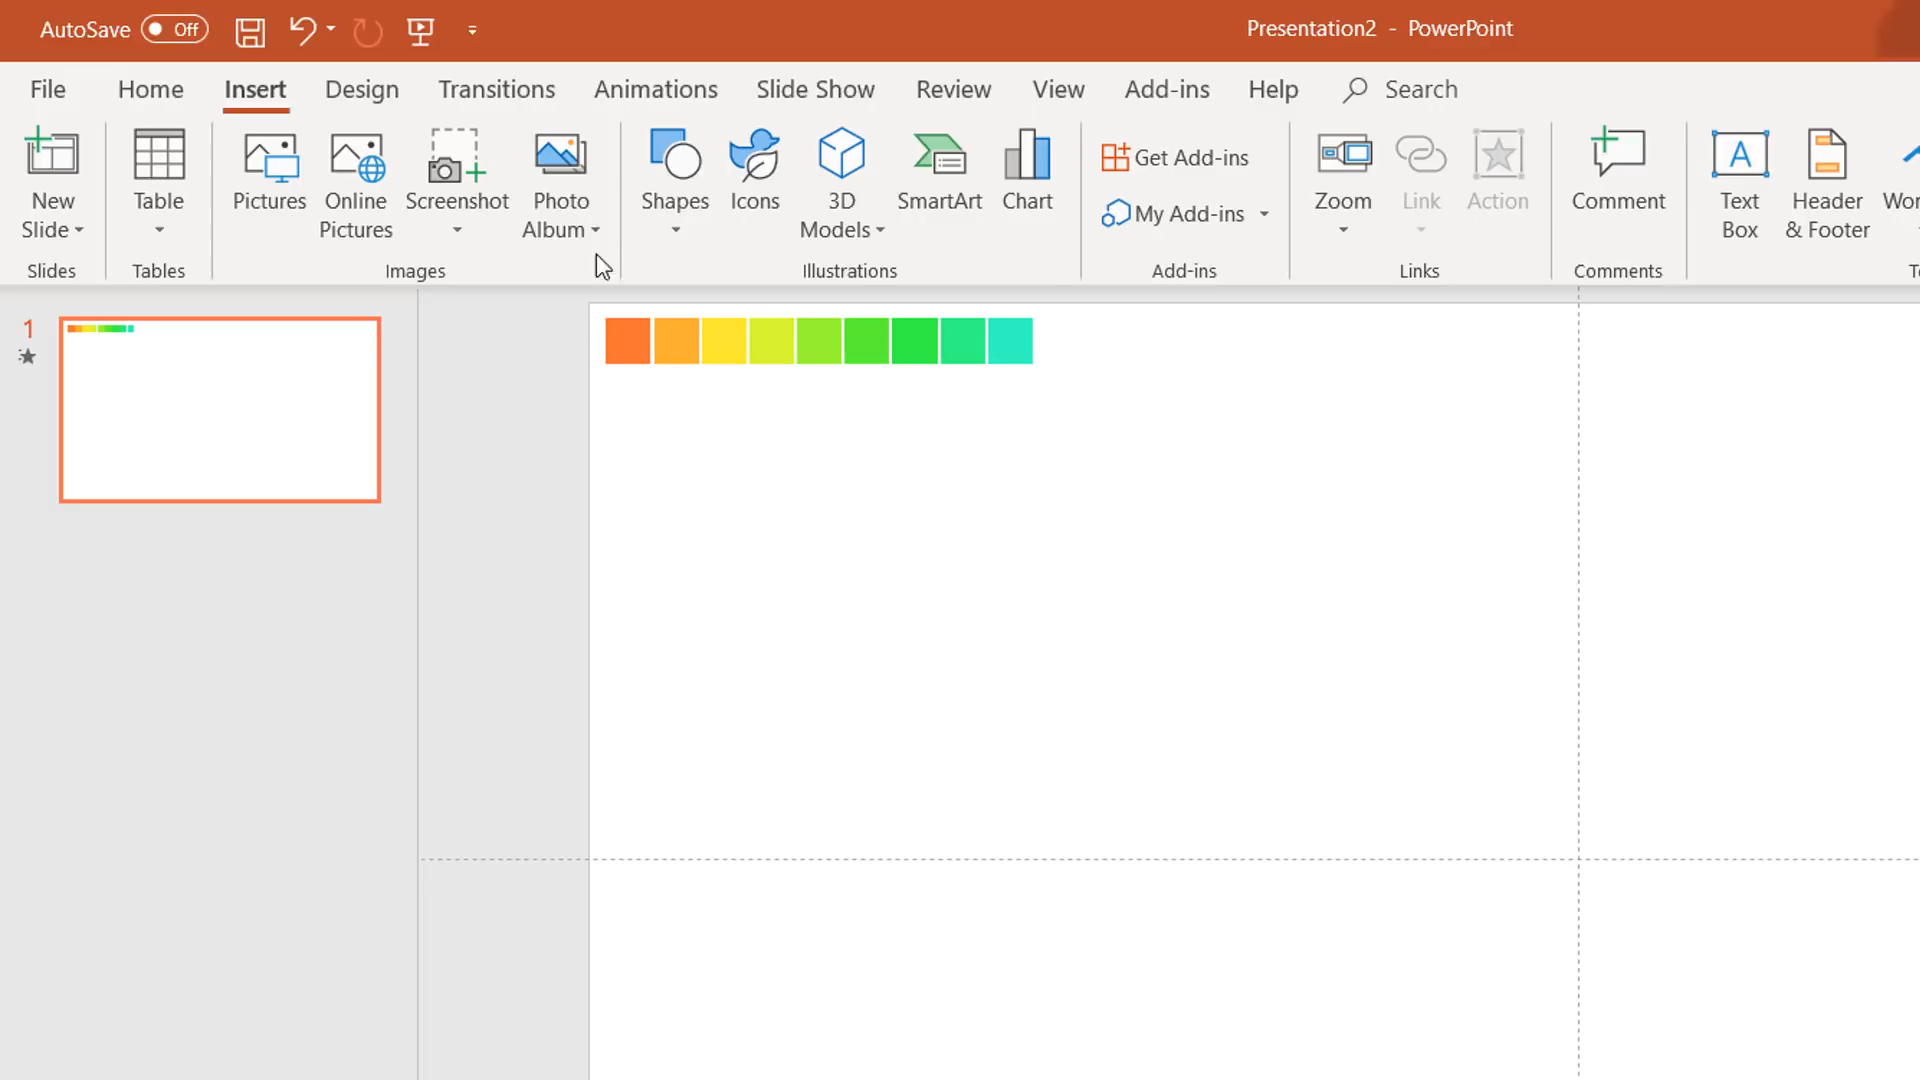 AutoSave Off
Presentation2 - PowerPoint
File Home Insert Design Transitions Animations Slide Show Review View Add-ins Help Search
New Slide
Table
Pictures
Online Pictures
Screenshot
Photo Album
Shapes
Icons
3D Models
SmartArt
Chart
Get Add-ins
My Add-ins
Zoom
Link
Action
Comment
A
Text Box
Header & Footer
Slides Tables Images Illustrations Add-ins Links Comments
1